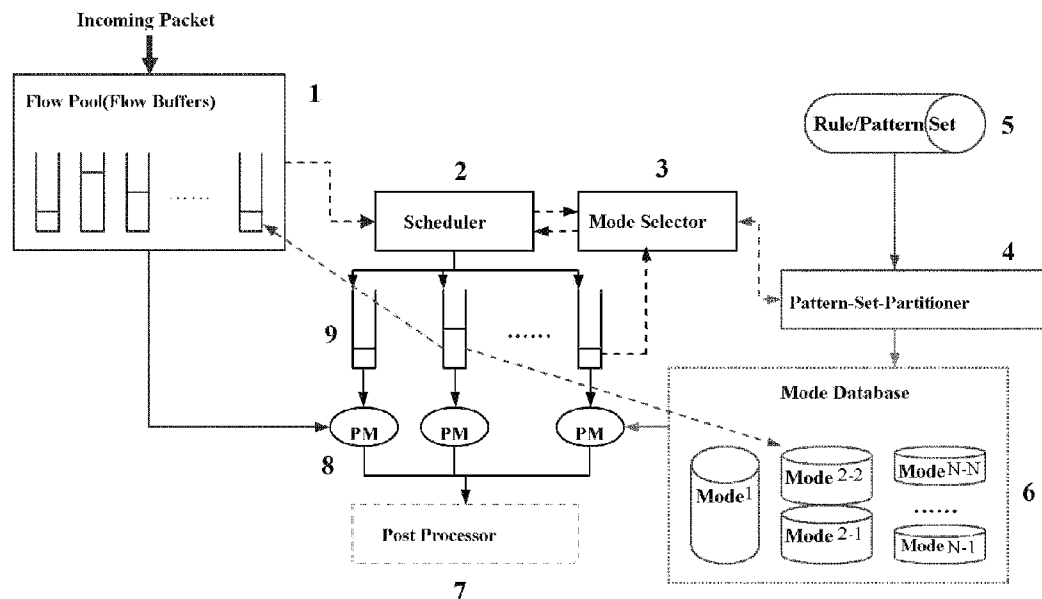 Incoming Packet
Flow Pool(Flow Buffers)
1
......
2
Scheduler
3
Mode Selector
Rule/Pattern Set
5
4
Pattern-Set-Partitioner
9
......
PM
PM
PM
8
Post Processor
7
Mode Database
Mode 1
Mode 2-2
Mode 2-1
Mode N-N
......
Mode N-1
6